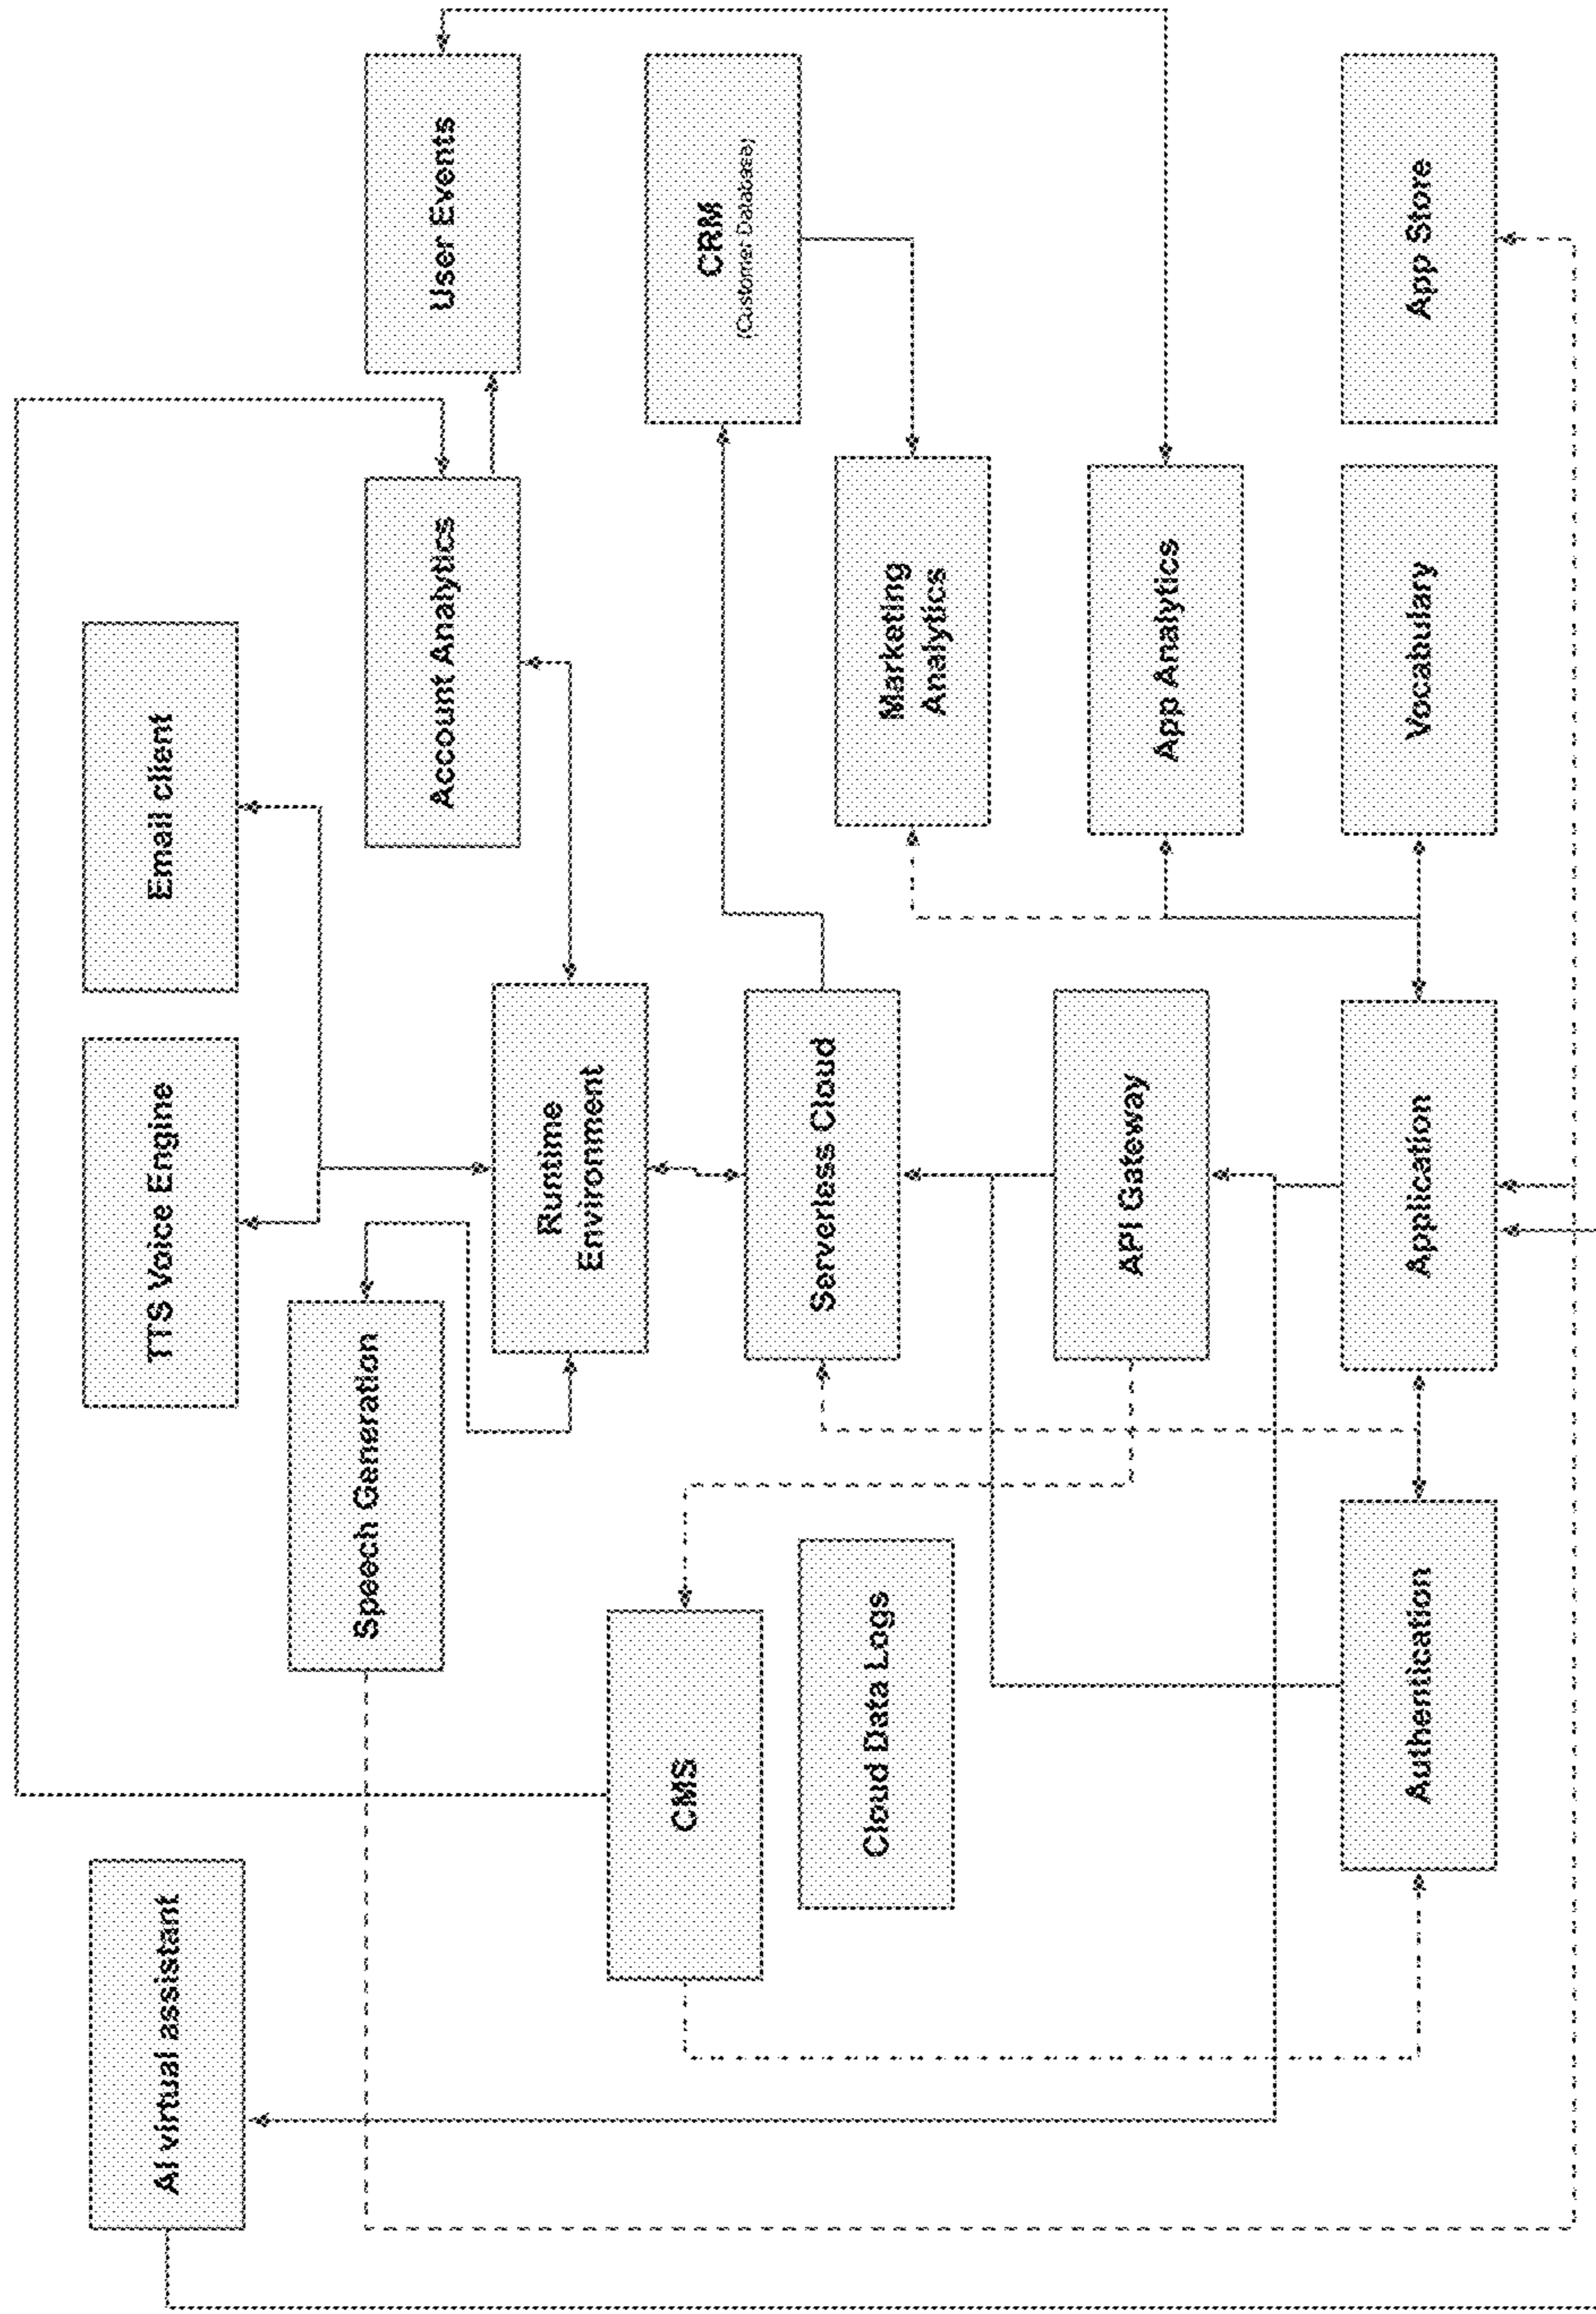 AI virtual assistant
TTS Voice Engine
Email client
Speech Generation
Account Analytics
User Events
Runtime
Environment
CMS
Serverless Cloud
CRM
(Customer Database)
Cloud Data Logs
Marketing
Analytics
API Gateway
App Analytics
Authentication
Application
Vocabulary
App Store